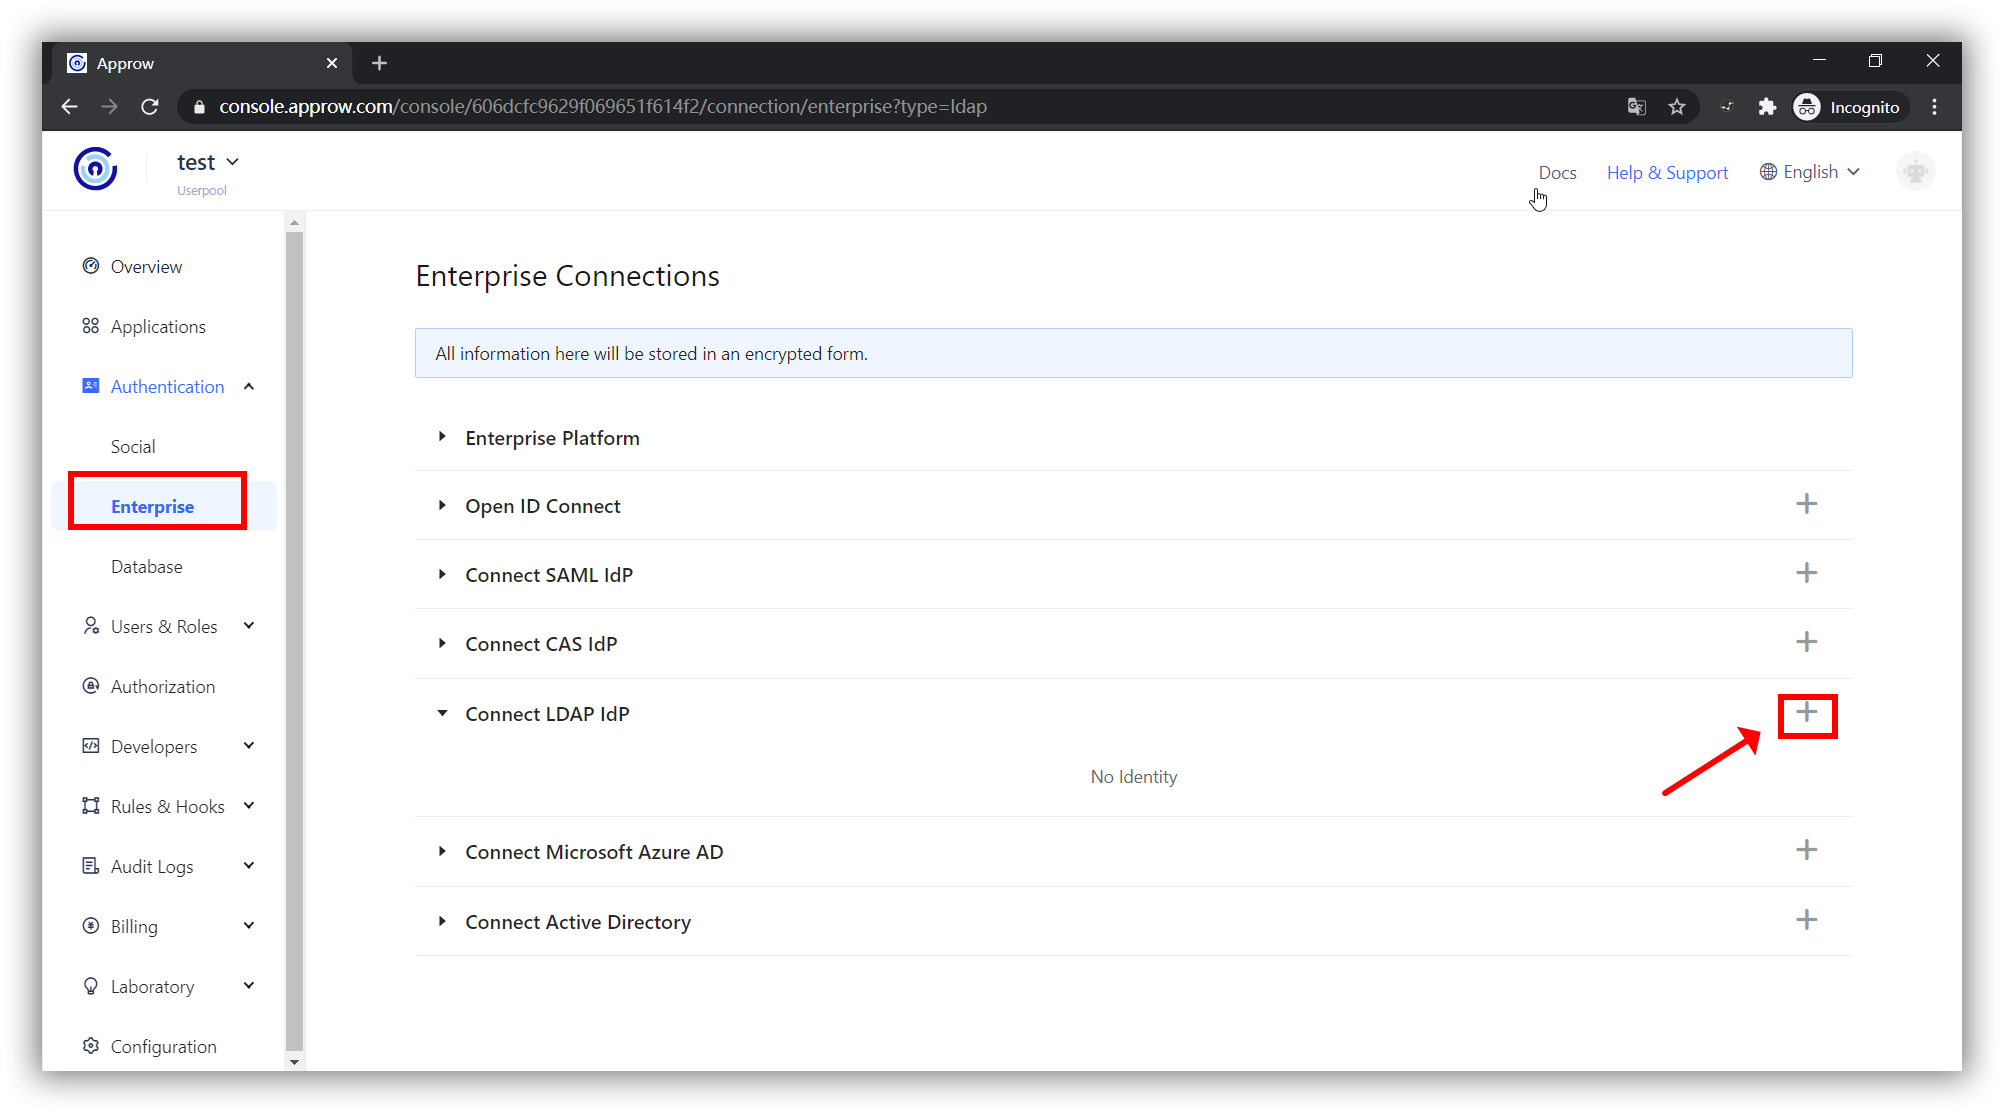 Approw
console.approw.com/console/606dcfc9629f069651f614f2/connection/enterprise?type=ldap
Incognito
test
Userpool
Docs
Help & Support
English
Overview
Applications
Authentication
Social
Enterprise
Database
Users & Roles
Authorization
Developers
Rules & Hooks
Audit Logs
Billing
Laboratory
Configuration
Enterprise Connections
All information here will be stored in an encrypted form.
Enterprise Platform
Open ID Connect
Connect SAML IdP
Connect CAS IdP
Connect LDAP IdP
No Identity
Connect Microsoft Azure AD
Connect Active Directory